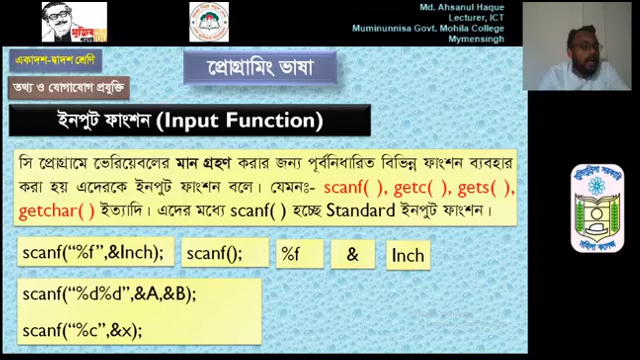 Md. Ahsanul Haque
Lecturer, ICT
Muminunnisa Govt. Mohila College
Mymensingh
একাদশ-দ্বাদশ শ্রেণি
প্রোগ্রামিং ভাষা
তথ্য ও যোগাযোগ প্রযুক্তি
ইনপুট ফাংশন (Input Function)
সি প্রোগ্রামে ভেরিয়েবলের মান গ্রহণ করার জন্য পূর্বনির্ধারিত বিভিন্ন ফাংশন ব্যবহার
করা হয় এদেরকে ইনপুট ফাংশন বলে। যেমনঃ- scanf( ), getc( ), gets( ),
getchar( ) ইত্যাদি। এদের মধ্যে scanf( ) হচ্ছে Standard ইনপুট ফাংশন।
scanf(“%f”,&Inch); scanf(); %f & Inch
scanf(“%d%d”,&A,&B);
scanf(“%c”,&x);